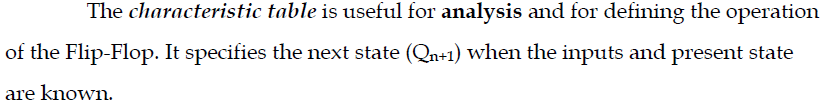 The characteristic table is useful for analysis and for defining the operation
of the Flip-Flop. It specifies the next state (Qn+1) when the inputs and present state
are known.